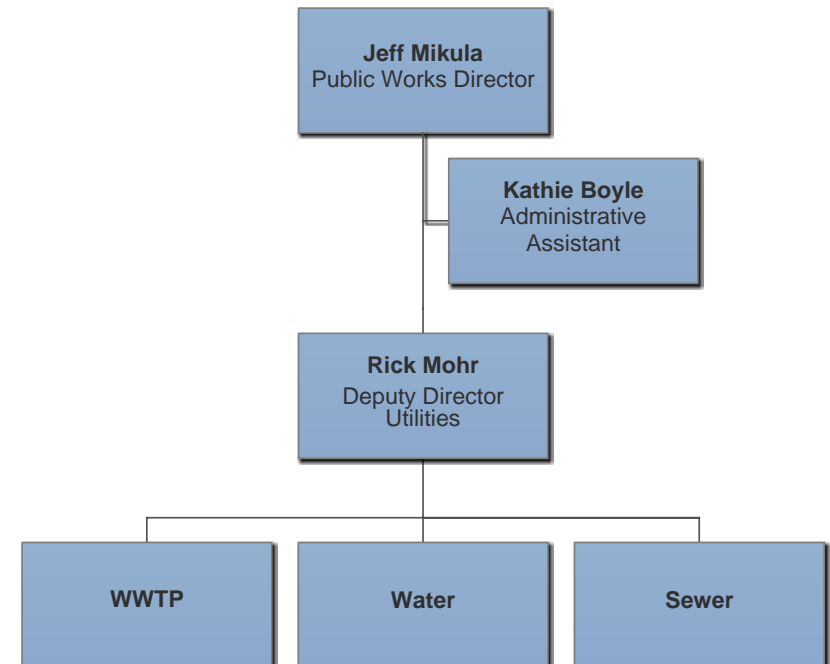 Jeff Mikula
Public Works Director
Kathie Boyle
Administrative
Assistant
Rick Mohr
Deputy Director
Utilities
WWTP
Water
Sewer